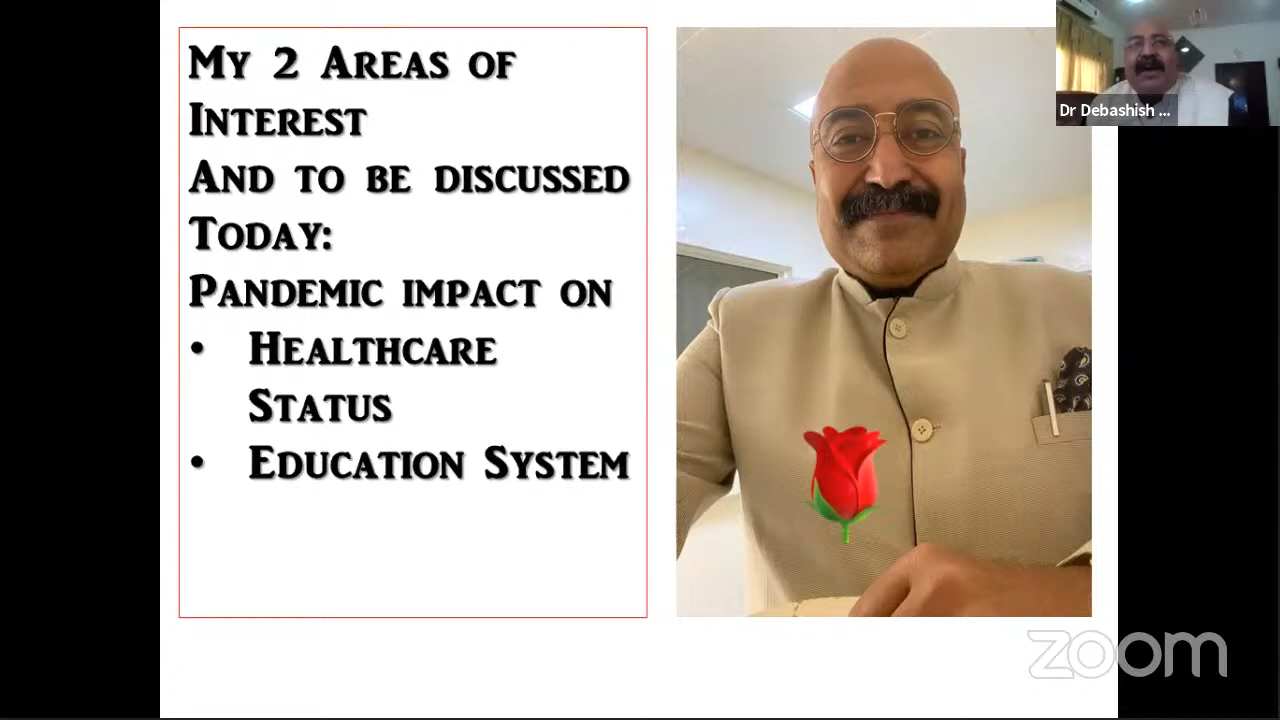 My 2 Areas of
Interest
And to be discussed
Today:
Pandemic impact on
• Healthcare
Status
• Education System
Dr Debashish ...
zoom